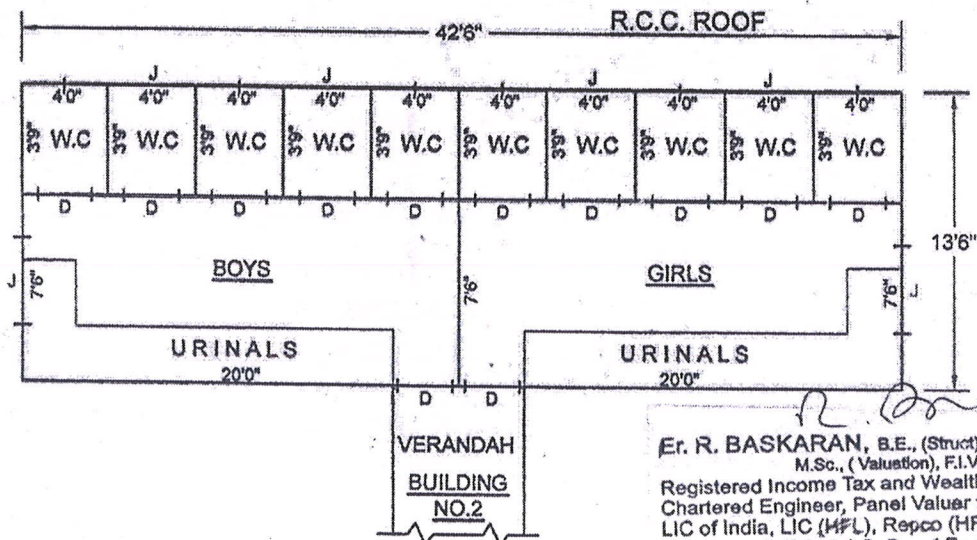 R.C.C. ROOF
42'6"
J J J J
4'0" 4'0" 4'0" 4'0" 4'0" 4'0" 4'0" 4'0" 4'0" 4'0"
3'9" W.C 3'9" W.C 3'9" W.C 3'9" W.C 3'9" W.C 3'9" W.C 3'9" W.C 3'9" W.C 3'9" W.C 3'9" W.C
D D D D D D D D D D
13'6"
BOYS GIRLS
J 7'6" 7'6" 7'6" J
URINALS URINALS
20'0" 20'0"
D D
VERANDAH
BUILDING
NO.2
Er. R. BASKARAN, B.E., (Struct)
M.Sc., (Valuation), F.I.V
Registered Income Tax and Wealth
Chartered Engineer, Panel Valuer
LIC of India, LIC (HFL), Repco (HF